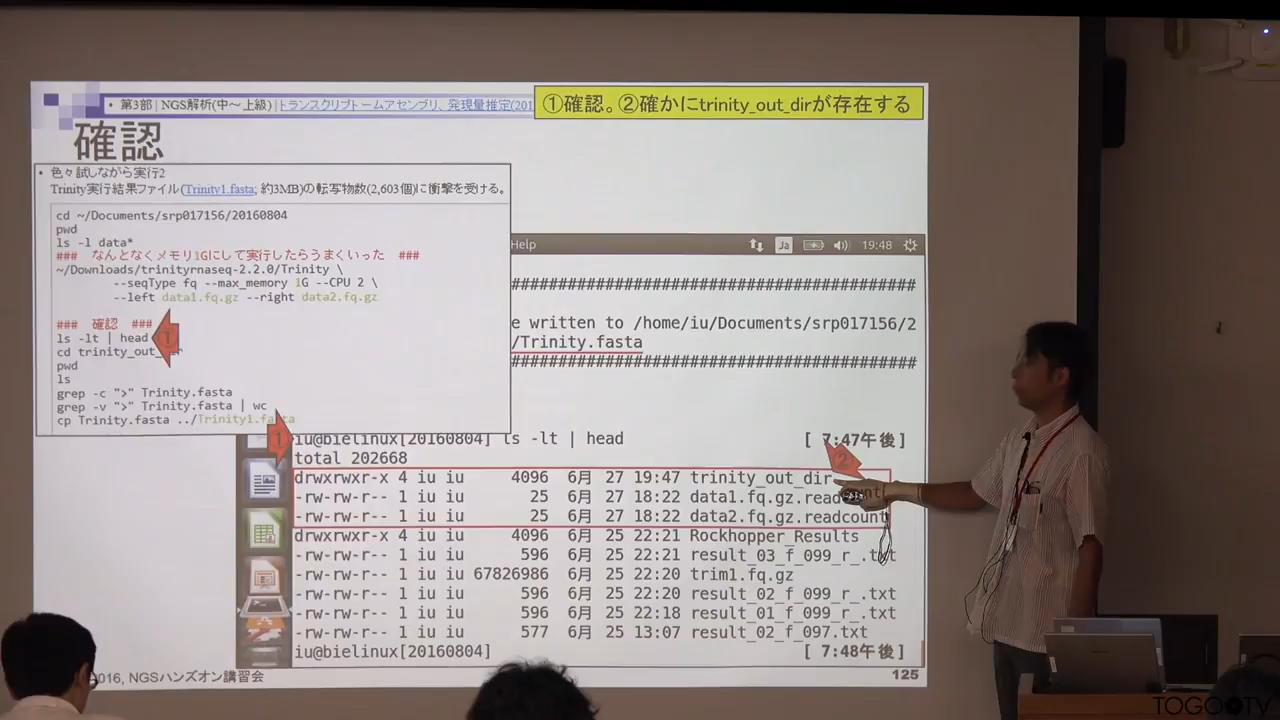 • 第3部 | NGS解析(中～上級) | トランスクリプトームアセンブリ、発現量推定(201
①確認。②確かにtrinity_out_dirが存在する
確認
• 色々試しながら実行2
Trinity実行結果ファイル(Trinity1.fasta; 約3MB)の転写物数(2,603個)に衝撃を受ける。
cd ~/Documents/srp017156/20160804
pwd
ls -l data*
### なんとなくメモリ1Gにして実行したらうまくいった ###
~/Downloads/trinityrnaseq-2.2.0/Trinity \
--seqType fq --max_memory 1G --CPU 2 \
--left data1.fq.gz --right data2.fq.gz
### 確認 ###
ls -lt | head
①
cd trinity_out_
pwd
ls
grep -c ">" Trinity.fasta
grep -v ">" Trinity.fasta | wc
cp Trinity.fasta ../Trinity1.fasta
Help
Ja
19:48
################################################
e written to /home/iu/Documents/srp017156/2
/Trinity.fasta
################################################
①
iu@bielinux[20160804] ls -lt | head [ 7:47午後]
total 202668
②
drwxrwxr-x 4 iu iu 4096 6月 27 19:47 trinity_out_dir
-rw-rw-r-- 1 iu iu 25 6月 27 18:22 data1.fq.gz.readcount
-rw-rw-r-- 1 iu iu 25 6月 27 18:22 data2.fq.gz.readcount
drwxrwxr-x 4 iu iu 4096 6月 25 22:21 Rockhopper_Results
-rw-rw-r-- 1 iu iu 596 6月 25 22:21 result_03_f_099_r_.txt
-rw-rw-r-- 1 iu iu 67826986 6月 25 22:20 trim1.fq.gz
-rw-rw-r-- 1 iu iu 596 6月 25 22:20 result_02_f_099_r_.txt
-rw-rw-r-- 1 iu iu 596 6月 25 22:18 result_01_f_099_r_.txt
-rw-rw-r-- 1 iu iu 577 6月 25 13:07 result_02_f_097.txt
iu@bielinux[20160804] [ 7:48午後]
2016, NGSハンズオン講習会
125
TOGOTV